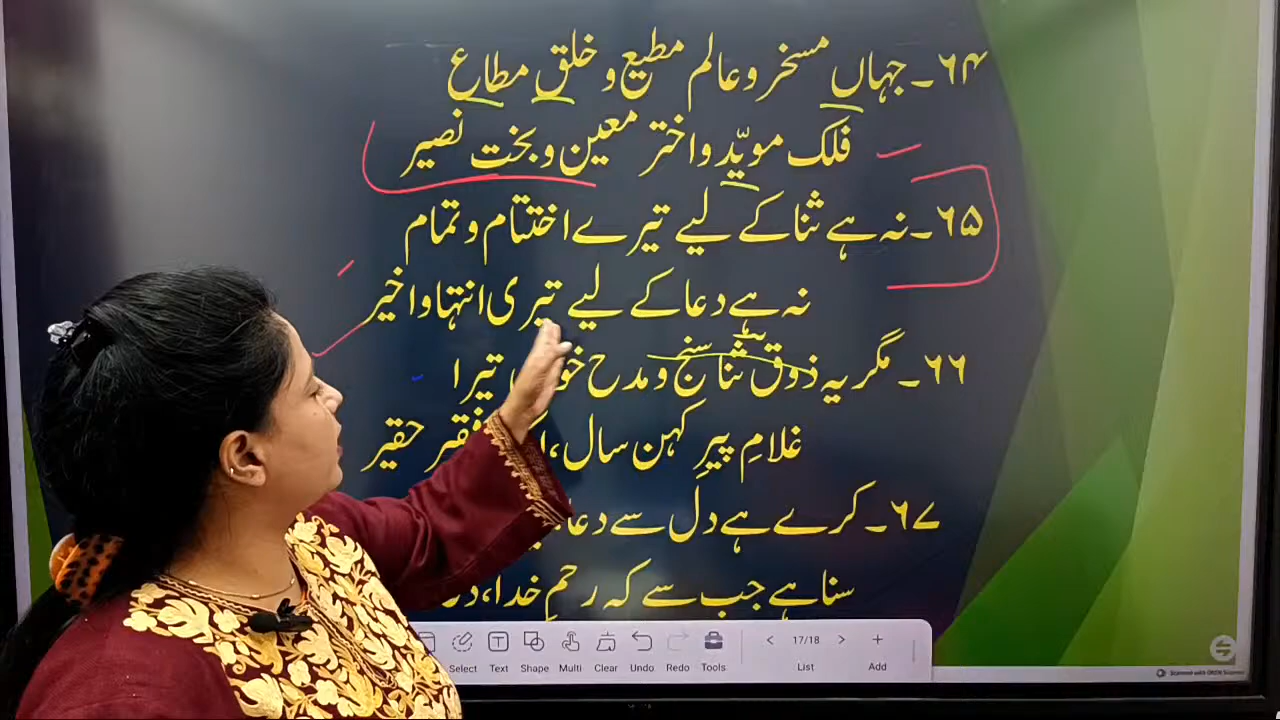 ۶۴۔ جہاں مسخر و عالم مطیع و خلق مطاع
فلک مویّد و اختر معین و بخت نصیر
۶۵۔ نہ ہے ثنا کے لیے تیرے اختتام و تمام
نہ ہے دعا کے لیے تیری انتہا و اخیر
۶۶۔ مگر یہ ذوق ثنا سنج و مدح تیرا
غلامِ پیرِ کہن سال، فقیر حقیر
۶۷۔ کرے ہے دل سے دعا
سنا ہے جب سے کہ رحمِ خدا،
Select Text Shape Multi Clear Undo Redo Tools
17/18
List Add